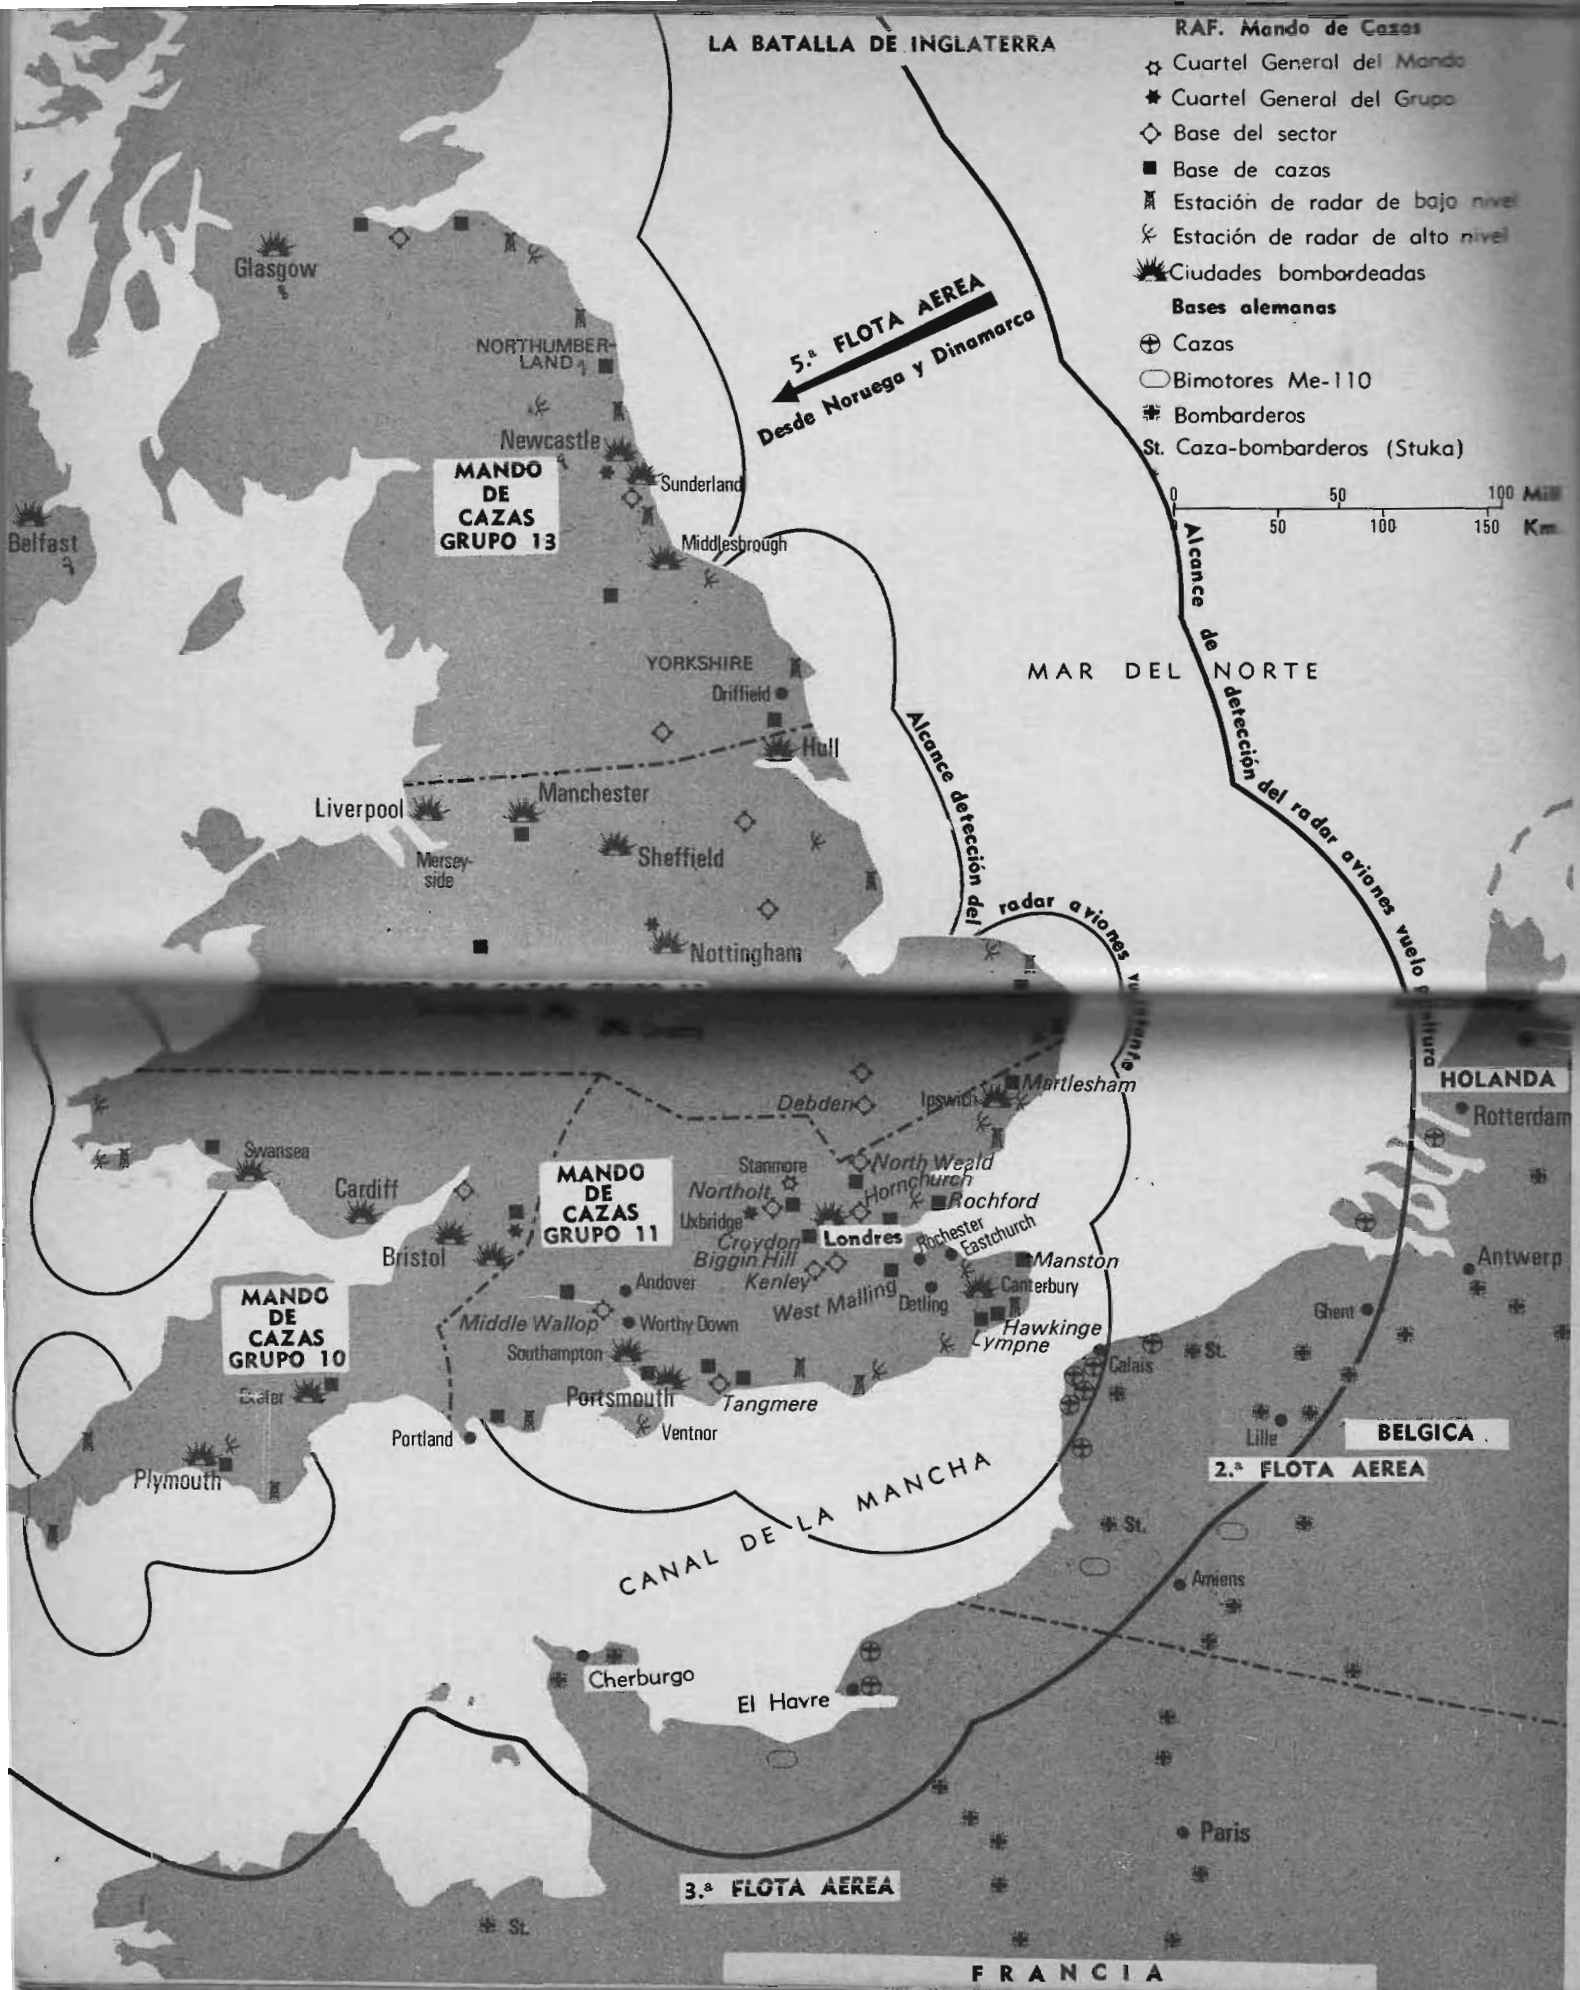 LA BATALLA DE INGLATERRA
RAF. Mando de Cazas
Cuartel General del Mando
Cuartel General del Grupo
Base del sector
Base de cazas
Estación de radar de bajo nivel
Estación de radar de alto nivel
Ciudades bombardeadas
Bases alemanas
Cazas
Bimotores Me-110
Bombarderos
St. Caza-bombarderos (Stuka)
0 50 100 Mill
50 100 150 Km.
5.ª FLOTA AEREA
Desde Noruega y Dinamarca
Glasgow
NORTHUMBER-
LAND
Newcastle
MANDO
DE
CAZAS
GRUPO 13
Sunderland
Belfast
Middlesbrough
YORKSHIRE
Driffield
Hull
MAR DEL NORTE
Alcance de detección del radar aviones vuelo
Alcance detección del
radar aviones
Liverpool
Manchester
Mersey-
side
Sheffield
Nottingham
HOLANDA
Rotterdam
Martlesham
Ipswich
Debden
Swansea
Cardiff
Bristol
MANDO
DE
CAZAS
GRUPO 11
Stanmore
North Weald
Northolt
Hornchurch
Uxbridge
Rochford
Croydon
Londres
Rochester
Eastchurch
Biggin Hill
Manston
Kenley
Canterbury
West Malling
Detling
Andover
Middle Wallop
Worthy Down
Hawkinge
Lympne
Southampton
Portsmouth
Tangmere
Ventnor
Portland
MANDO
DE
CAZAS
GRUPO 10
Exeter
Plymouth
Antwerp
Ghent
Calais
St.
Lille
BELGICA
2.ª FLOTA AEREA
CANAL DE LA MANCHA
St.
Amiens
Cherburgo
El Havre
Paris
3.ª FLOTA AEREA
St.
FRANCIA